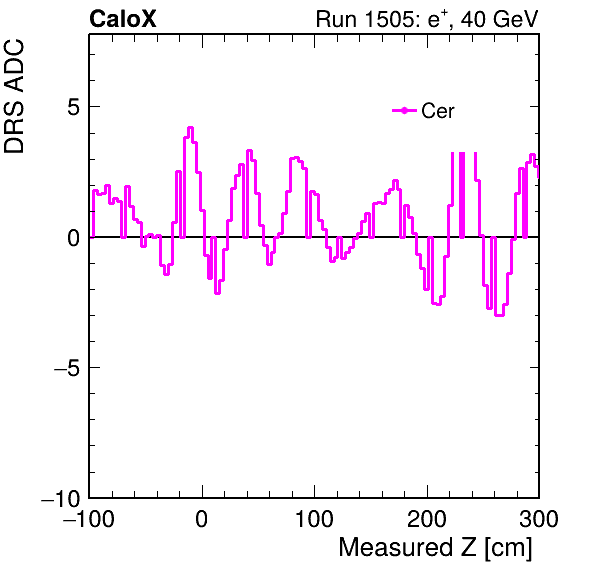 CaloX
Run 1505: e+, 40 GeV
DRS ADC
Cer
5
0
−5
−10
−100 0 100 200 300
Measured Z [cm]